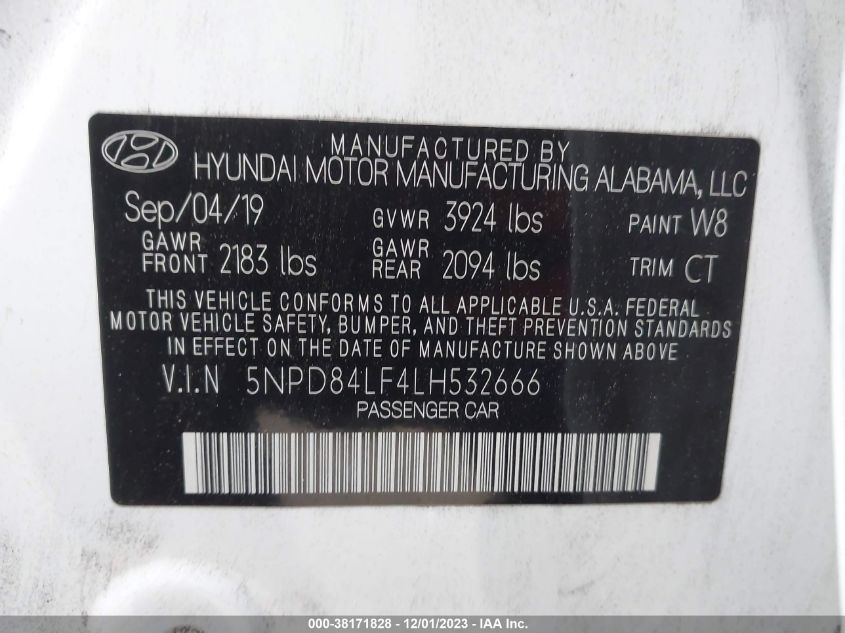 MANUFACTURED BY
HYUNDAI MOTOR MANUFACTURING ALABAMA, LLC
Sep/04/19 GVWR 3924 lbs PAINT W8
GAWR FRONT 2183 lbs GAWR REAR 2094 lbs TRIM CT
THIS VEHICLE CONFORMS TO ALL APPLICABLE U.S.A. FEDERAL
MOTOR VEHICLE SAFETY, BUMPER, AND THEFT PREVENTION STANDARDS
IN EFFECT ON THE DATE OF MANUFACTURE SHOWN ABOVE
V.I.N 5NPD84LF4LH532666
PASSENGER CAR
000-38171828 - 12/01/2023 - IAA Inc.